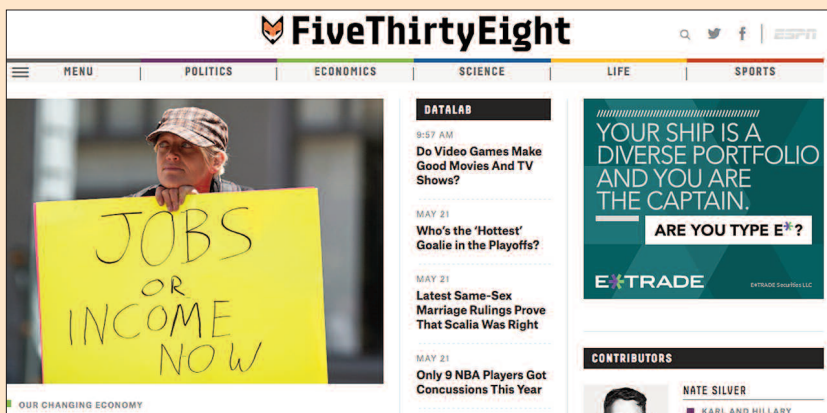 FiveThirtyEight
ESPN
MENU
POLITICS
ECONOMICS
SCIENCE
LIFE
SPORTS
JOBS
OR
INCOME
NOW
OUR CHANGING ECONOMY
DATALAB
9:57 AM
Do Video Games Make
Good Movies And TV
Shows?
MAY 21
Who's the 'Hottest'
Goalie in the Playoffs?
MAY 21
Latest Same-Sex
Marriage Rulings Prove
That Scalia Was Right
MAY 21
Only 9 NBA Players Got
Concussions This Year
YOUR SHIP IS A
DIVERSE PORTFOLIO
AND YOU ARE
THE CAPTAIN.
ARE YOU TYPE E*?
E*TRADE
E*TRADE Securities LLC
CONTRIBUTORS
NATE SILVER
KARL AND HILLARY